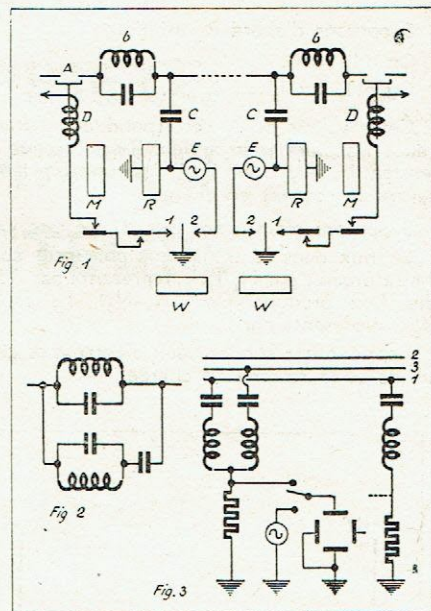 b b
A
C C
D D
E E
M R R M
1 2 2 1
Fig 1
W W
2
3
1
Fig 2
Fig. 3